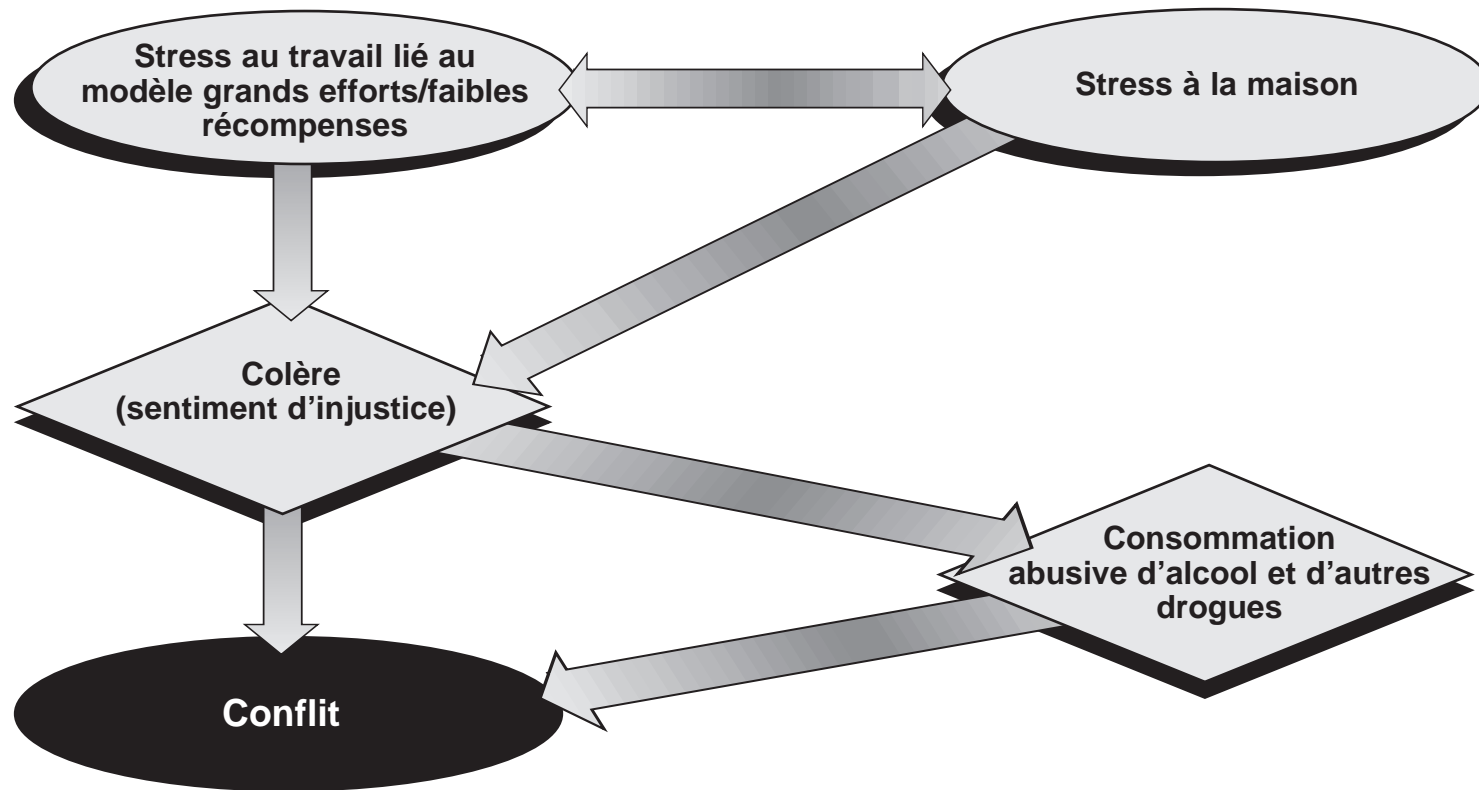 Stress au travail lié au
modèle grands efforts/faibles
récompenses
Stress à la maison
Colère
(sentiment d’injustice)
Consommation
abusive d’alcool et d’autres
drogues
Conflit